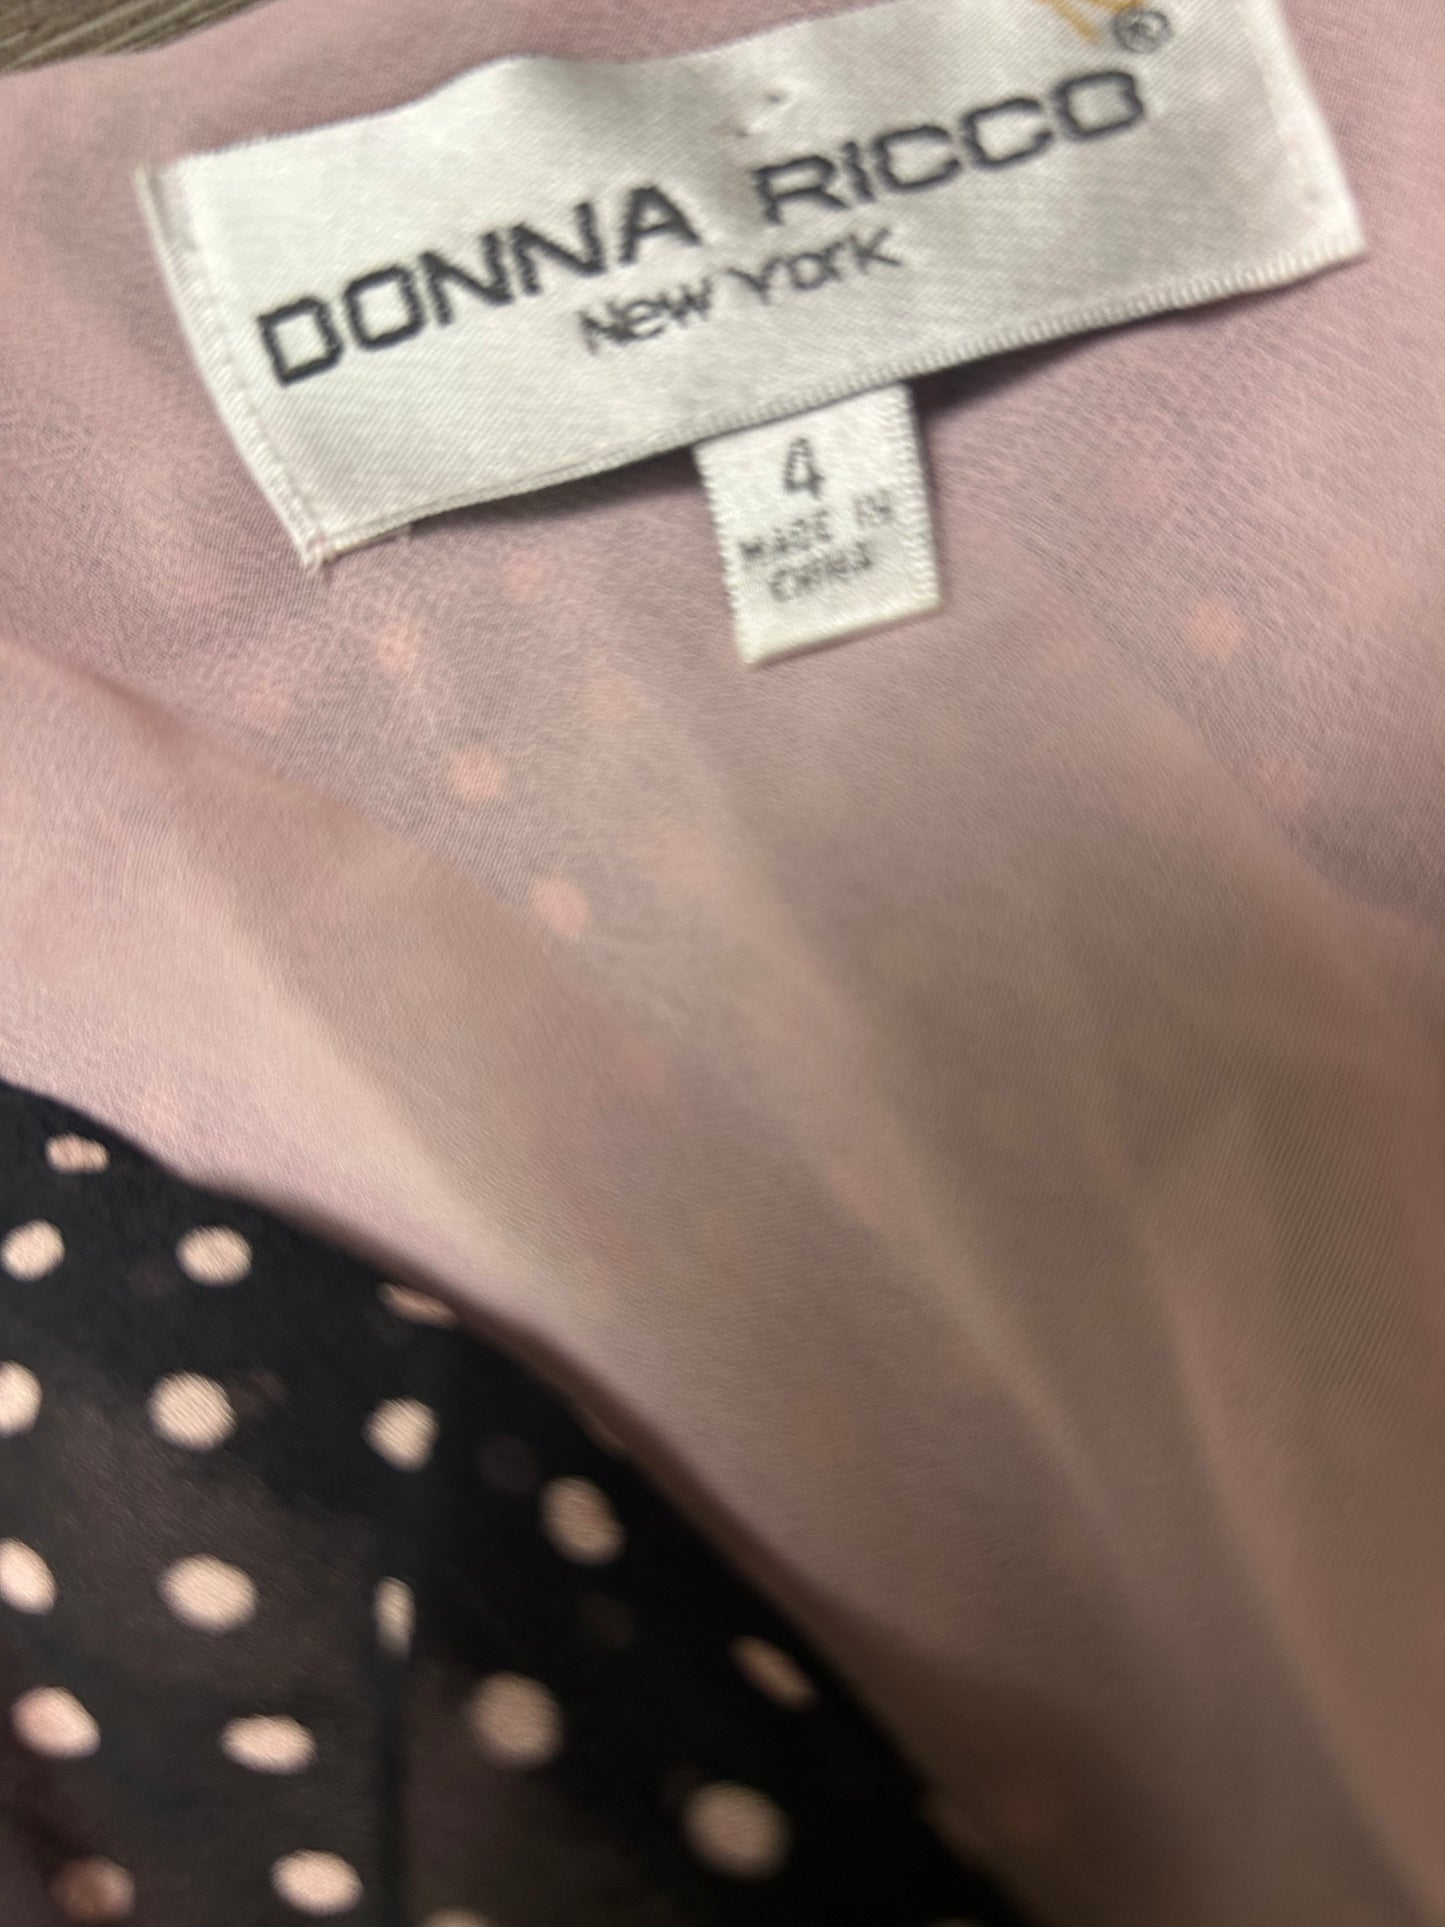 ®
DONNA RICCO
New York
4
MADE IN
CHINA